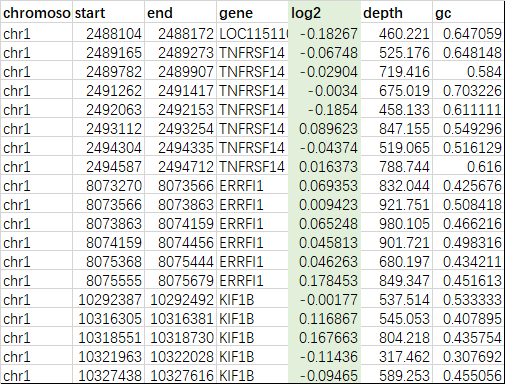 chromoso start end gene log2 depth gc
chr1 2488104 2488172 LOC115110 -0.18267 460.221 0.647059
chr1 2489165 2489273 TNFRSF14 -0.06748 525.176 0.648148
chr1 2489782 2489907 TNFRSF14 -0.02904 719.416 0.584
chr1 2491262 2491417 TNFRSF14 -0.0034 675.019 0.703226
chr1 2492063 2492153 TNFRSF14 -0.1854 458.133 0.611111
chr1 2493112 2493254 TNFRSF14 0.089623 847.155 0.549296
chr1 2494304 2494335 TNFRSF14 -0.04374 519.065 0.516129
chr1 2494587 2494712 TNFRSF14 0.016373 788.744 0.616
chr1 8073270 8073566 ERRFI1 0.069353 832.044 0.425676
chr1 8073566 8073863 ERRFI1 0.009423 921.751 0.508418
chr1 8073863 8074159 ERRFI1 0.065248 980.105 0.466216
chr1 8074159 8074456 ERRFI1 0.045813 901.721 0.498316
chr1 8075368 8075444 ERRFI1 0.046263 680.197 0.434211
chr1 8075555 8075679 ERRFI1 0.178453 849.347 0.451613
chr1 10292387 10292492 KIF1B -0.00177 537.514 0.533333
chr1 10316305 10316381 KIF1B 0.116867 545.053 0.407895
chr1 10318551 10318730 KIF1B 0.167663 804.218 0.435754
chr1 10321963 10322028 KIF1B -0.11436 317.462 0.307692
chr1 10327438 10327616 KIF1B -0.09465 589.253 0.455056